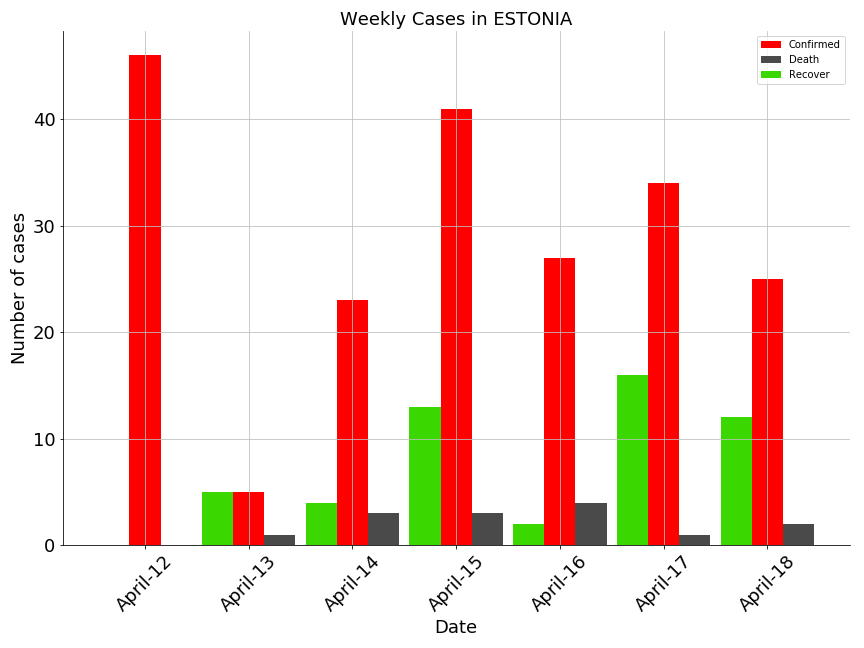 Weekly Cases in ESTONIA
Confirmed
Death
Recover
Number of cases
40
30
20
10
0
April-12
April-13
April-14
April-15
April-16
April-17
April-18
Date